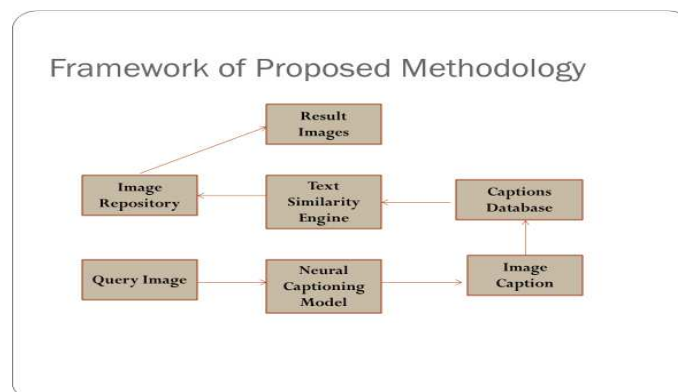 Framework of Proposed Methodology
Result
Images
Image
Repository
Text
Similarity
Engine
Captions
Database
Query Image
Neural
Captioning
Model
Image
Caption